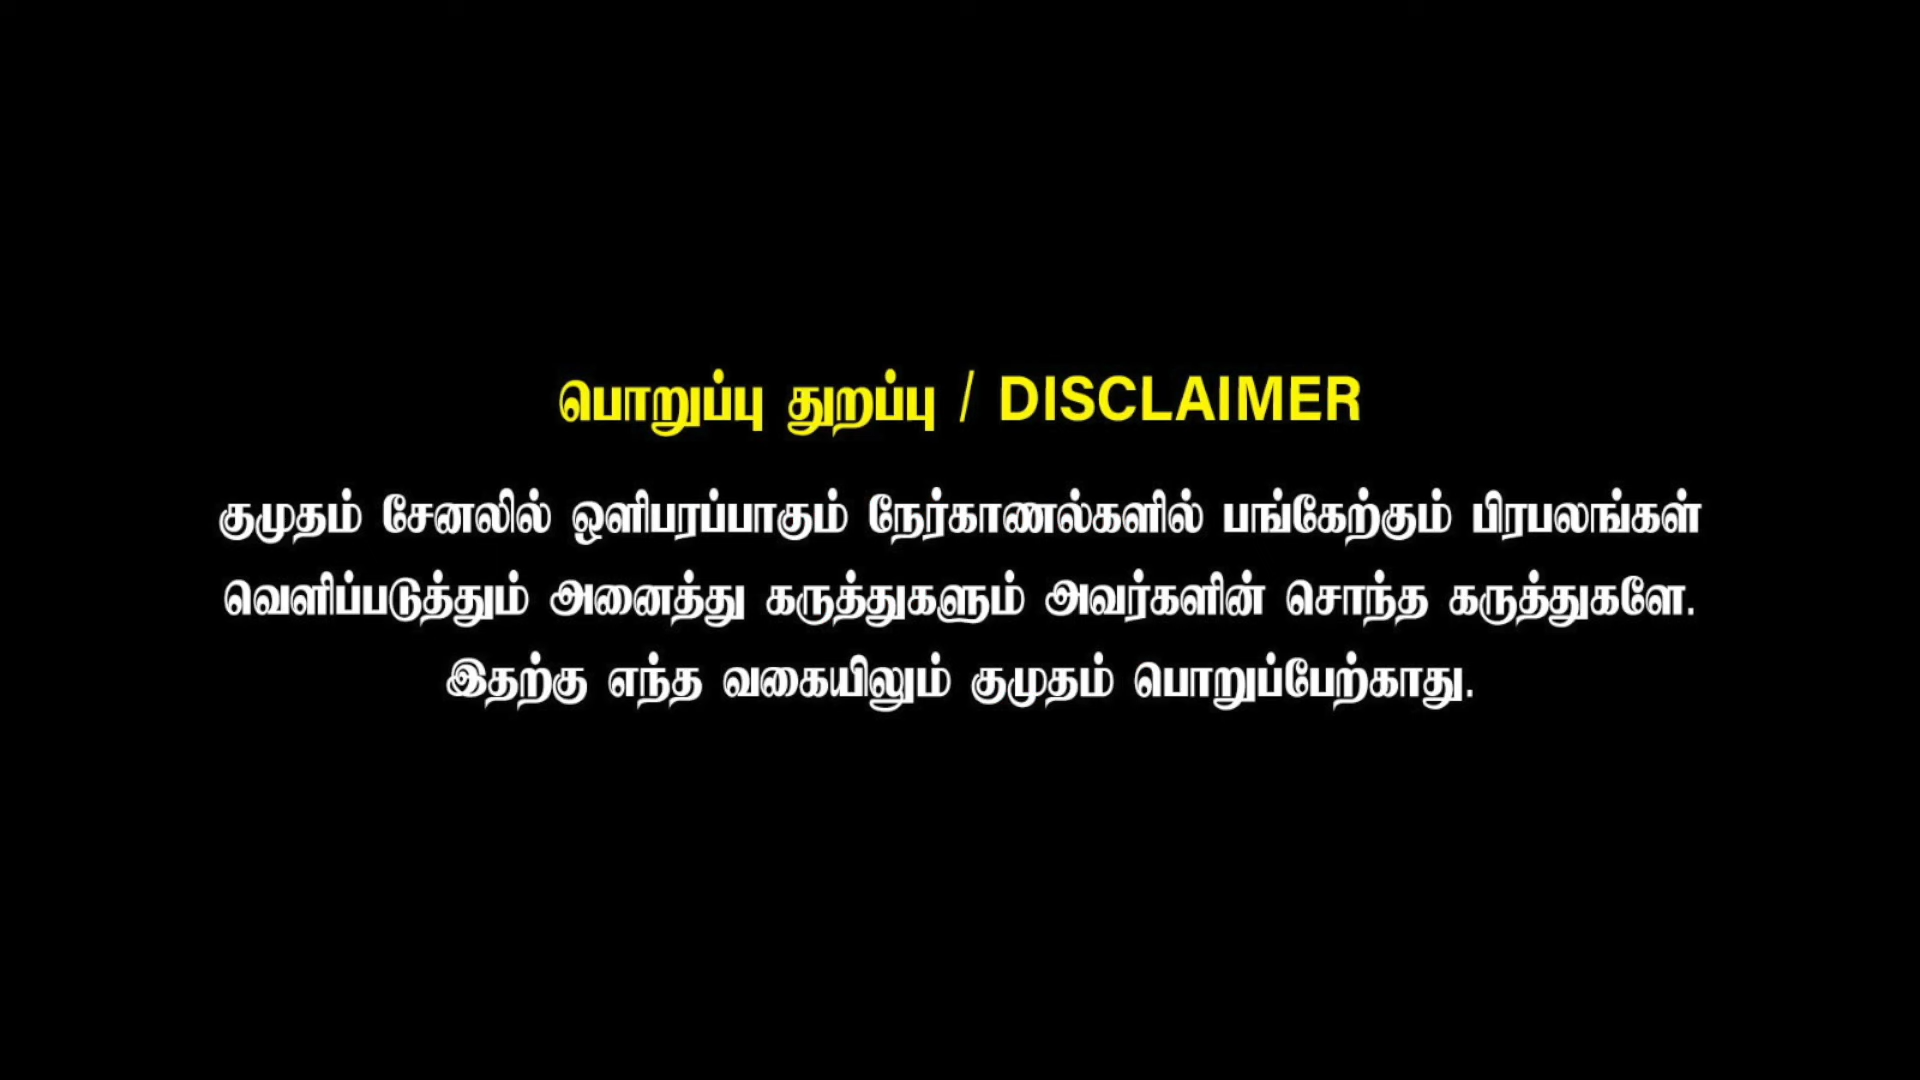 பொறுப்பு துறப்பு / DISCLAIMER
குமுதம் சேனலில் ஒளிபரப்பாகும் நேர்காணல்களில் பங்கேற்கும் பிரபலங்கள்
வெளிப்படுத்தும் அனைத்து கருத்துகளும் அவர்களின் சொந்த கருத்துகளே.
இதற்கு எந்த வகையிலும் குமுதம் பொறுப்பேற்காது.